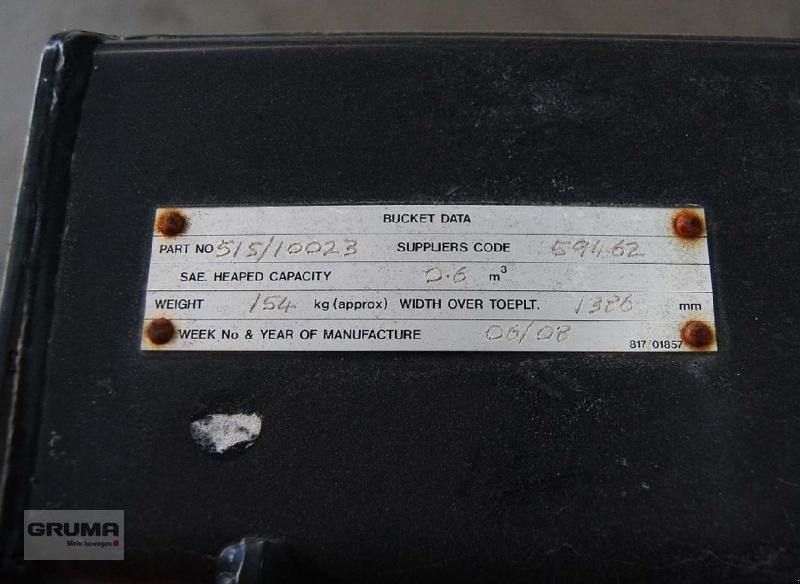 BUCKET DATA
PART NO 515/10023 SUPPLIERS CODE 59462
SAE. HEAPED CAPACITY 0.6 m³
WEIGHT 154 kg (approx) WIDTH OVER TOEPLT. 1386 mm
WEEK No & YEAR OF MANUFACTURE 06/08
817/01857
GRUMA
Mehr bewegen